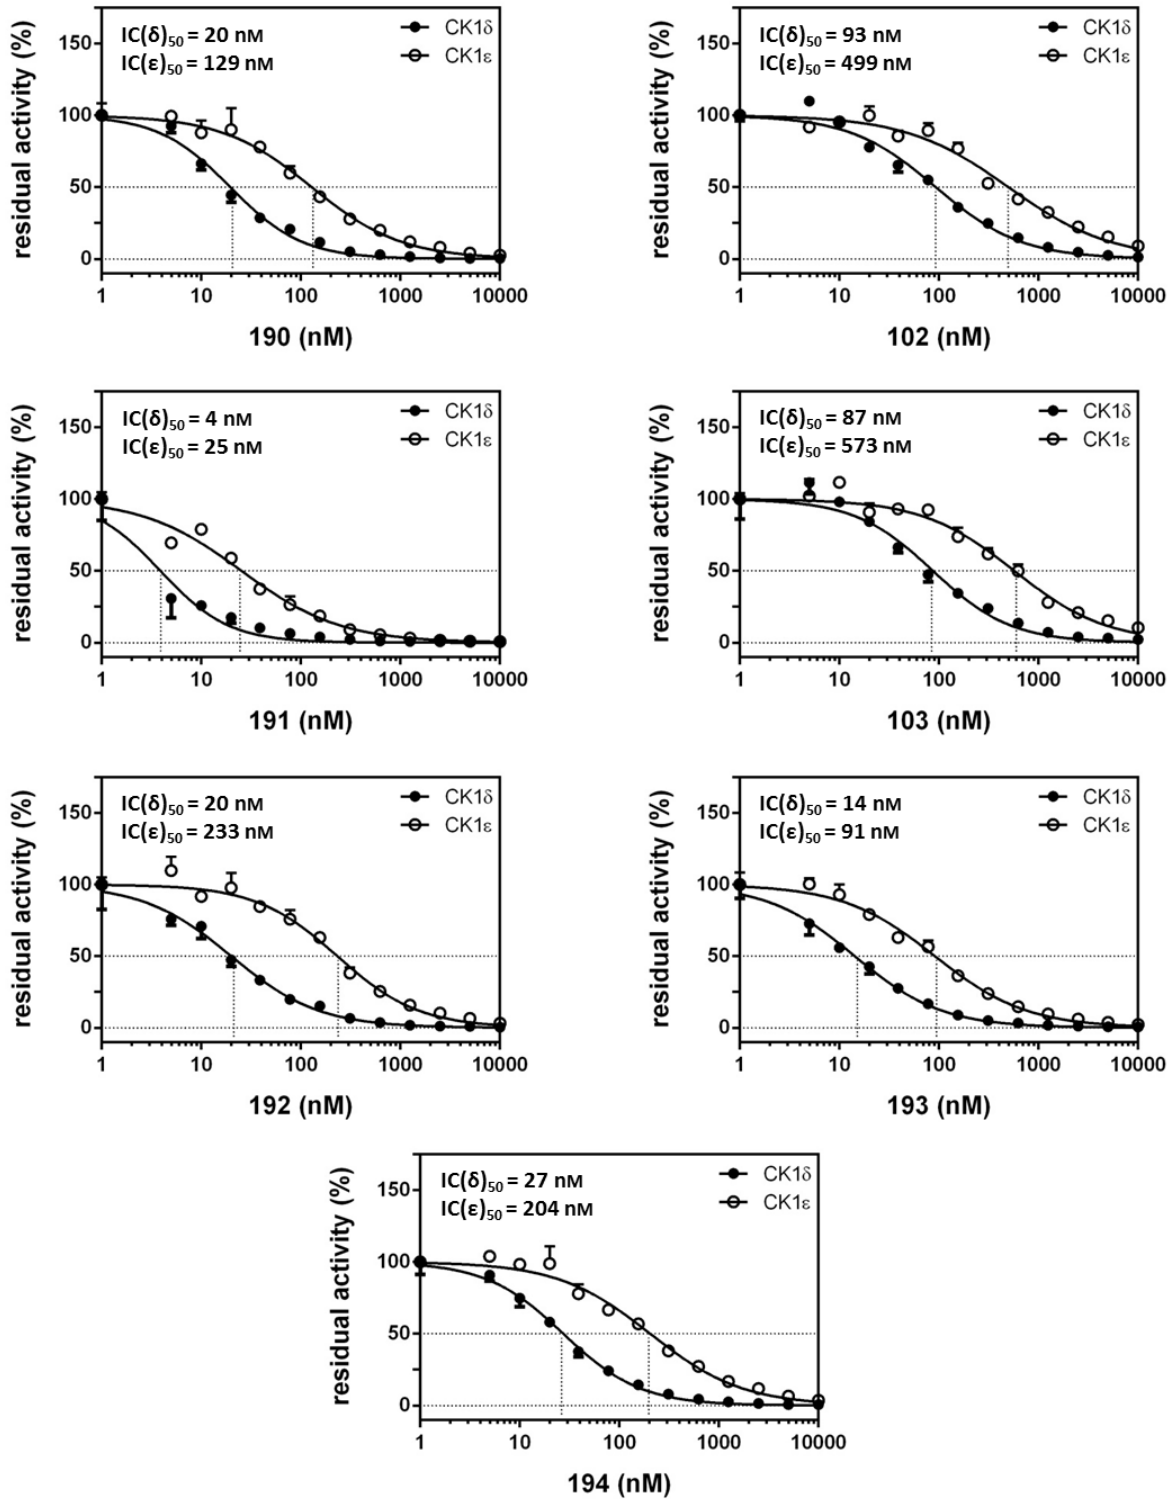 IC(δ)50 = 20 nM
IC(ε)50 = 129 nM
CK1δ
CK1ε
residual activity (%)
150
100
50
0
1 10 100 1000 10000
190 (nM)
IC(δ)50 = 93 nM
IC(ε)50 = 499 nM
CK1δ
CK1ε
residual activity (%)
150
100
50
0
1 10 100 1000 10000
102 (nM)
IC(δ)50 = 4 nM
IC(ε)50 = 25 nM
CK1δ
CK1ε
residual activity (%)
150
100
50
0
1 10 100 1000 10000
191 (nM)
IC(δ)50 = 87 nM
IC(ε)50 = 573 nM
CK1δ
CK1ε
residual activity (%)
150
100
50
0
1 10 100 1000 10000
103 (nM)
IC(δ)50 = 20 nM
IC(ε)50 = 233 nM
CK1δ
CK1ε
residual activity (%)
150
100
50
0
1 10 100 1000 10000
192 (nM)
IC(δ)50 = 14 nM
IC(ε)50 = 91 nM
CK1δ
CK1ε
residual activity (%)
150
100
50
0
1 10 100 1000 10000
193 (nM)
IC(δ)50 = 27 nM
IC(ε)50 = 204 nM
CK1δ
CK1ε
residual activity (%)
150
100
50
0
1 10 100 1000 10000
194 (nM)